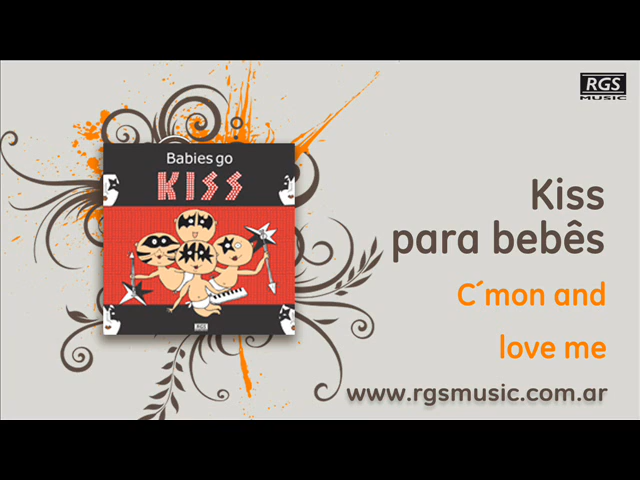 RGS
MUSIC
Babies go
KISS
RGS
Kiss
para bebês
C´mon and
love me
www.rgsmusic.com.ar